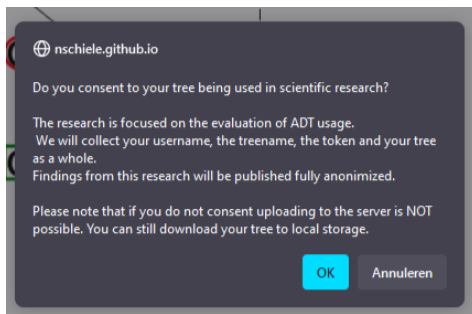 nschiele.github.io
Do you consent to your tree being used in scientific research?
The research is focused on the evaluation of ADT usage.
We will collect your username, the treename, the token and your tree
as a whole.
Findings from this research will be published fully anonimized.
Please note that if you do not consent uploading to the server is NOT
possible. You can still download your tree to local storage.
OK
Annuleren